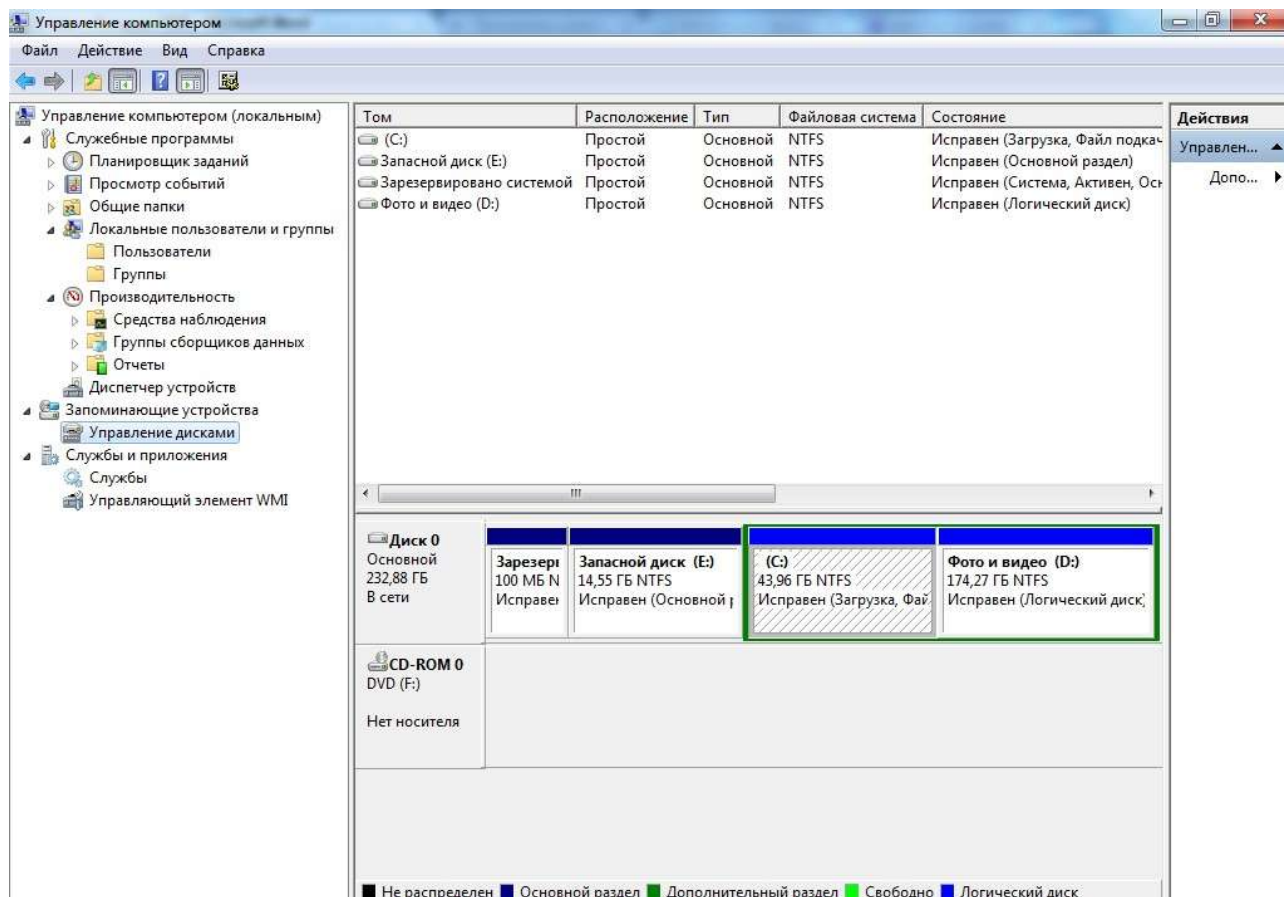 Управление компьютером
Файл Действие Вид Справка
Управление компьютером (локальным)
Служебные программы
Планировщик заданий
Просмотр событий
Общие папки
Локальные пользователи и группы
Пользователи
Группы
Производительность
Средства наблюдения
Группы сборщиков данных
Отчеты
Диспетчер устройств
Запоминающие устройства
Управление дисками
Службы и приложения
Службы
Управляющий элемент WMI
Том Расположение Тип Файловая система Состояние
(C:) Простой Основной NTFS Исправен (Загрузка, Файл подкач
Запасной диск (E:) Простой Основной NTFS Исправен (Основной раздел)
Зарезервировано системой Простой Основной NTFS Исправен (Система, Активен, Осн
Фото и видео (D:) Простой Основной NTFS Исправен (Логический диск)
Диск 0
Основной
232,88 ГБ
В сети
Зарезерв
100 МБ N
Исправен
Запасной диск (E:)
14,55 ГБ NTFS
Исправен (Основной р
(C:)
43,96 ГБ NTFS
Исправен (Загрузка, Фай
Фото и видео (D:)
174,27 ГБ NTFS
Исправен (Логический диск)
CD-ROM 0
DVD (F:)
Нет носителя
Не распределен Основной раздел Дополнительный раздел Свободно Логический диск
Действия
Управлен...
Допо...